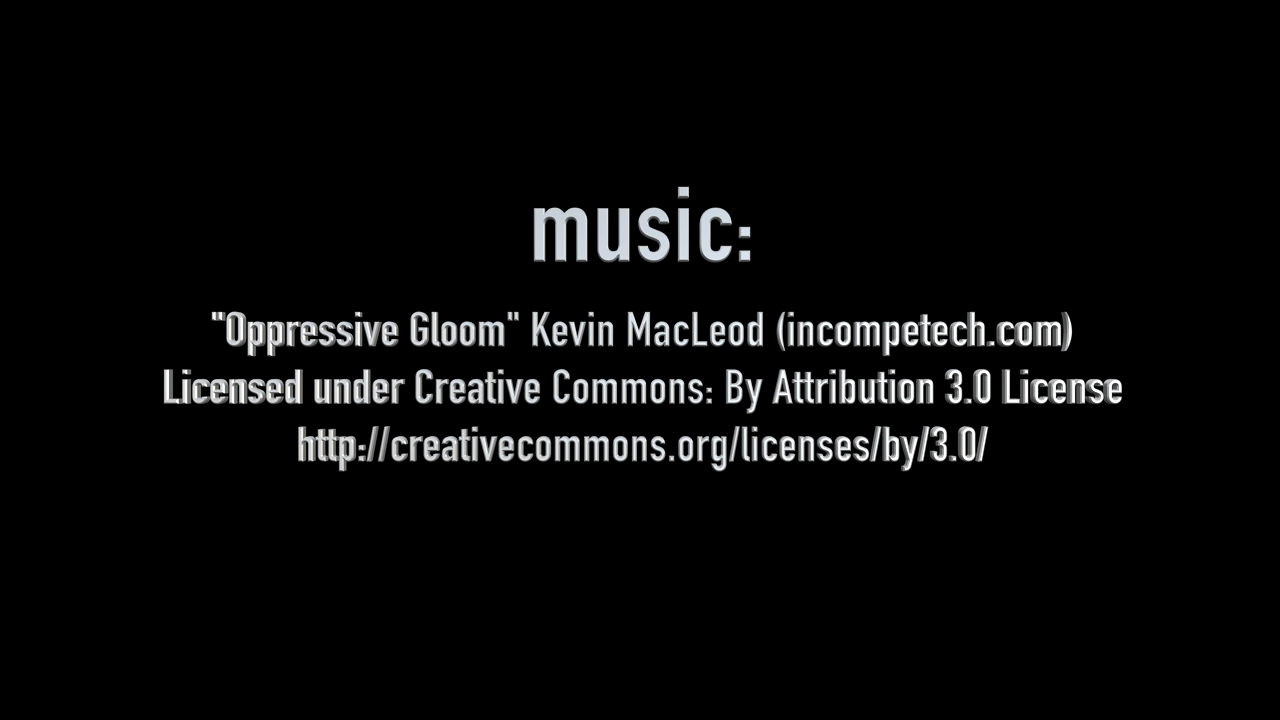 music:
"Oppressive Gloom" Kevin MacLeod (incompetech.com)
Licensed under Creative Commons: By Attribution 3.0 License
http://creativecommons.org/licenses/by/3.0/